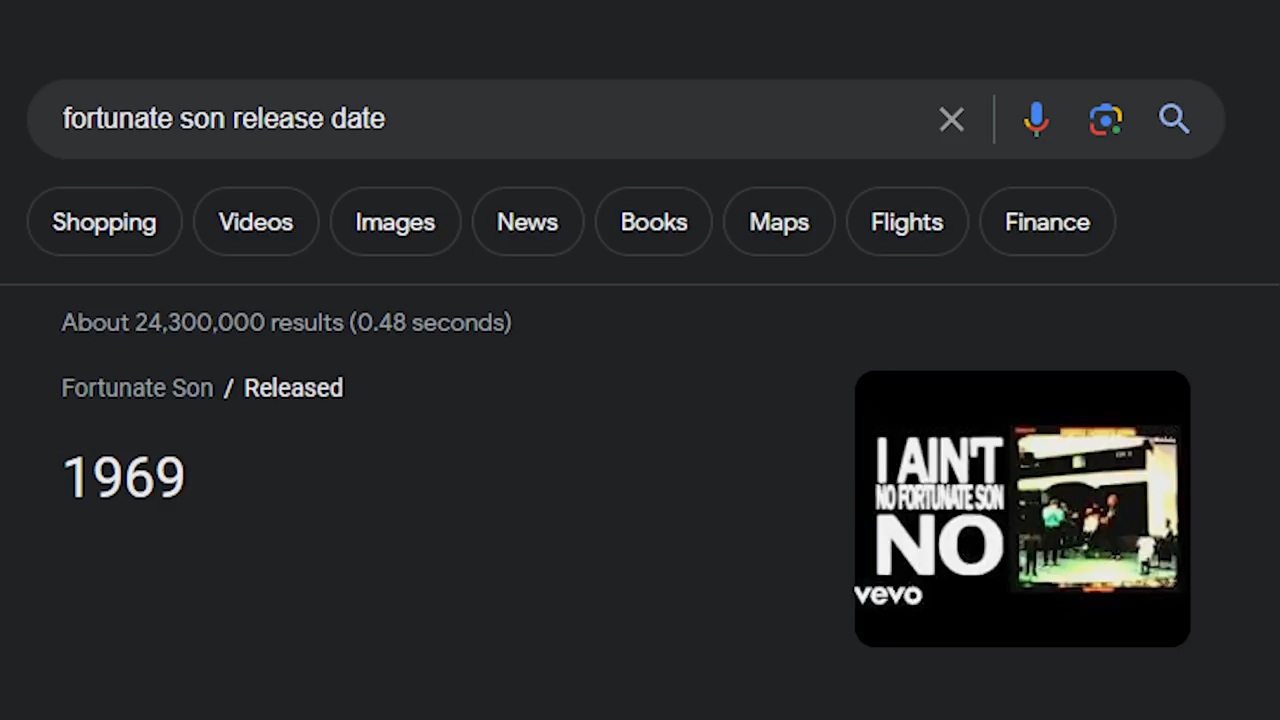 fortunate son release date
Shopping Videos Images News Books Maps Flights Finance
About 24,300,000 results (0.48 seconds)
Fortunate Son / Released
1969
I AIN'T
NO FORTUNATE SON
NO
vevo